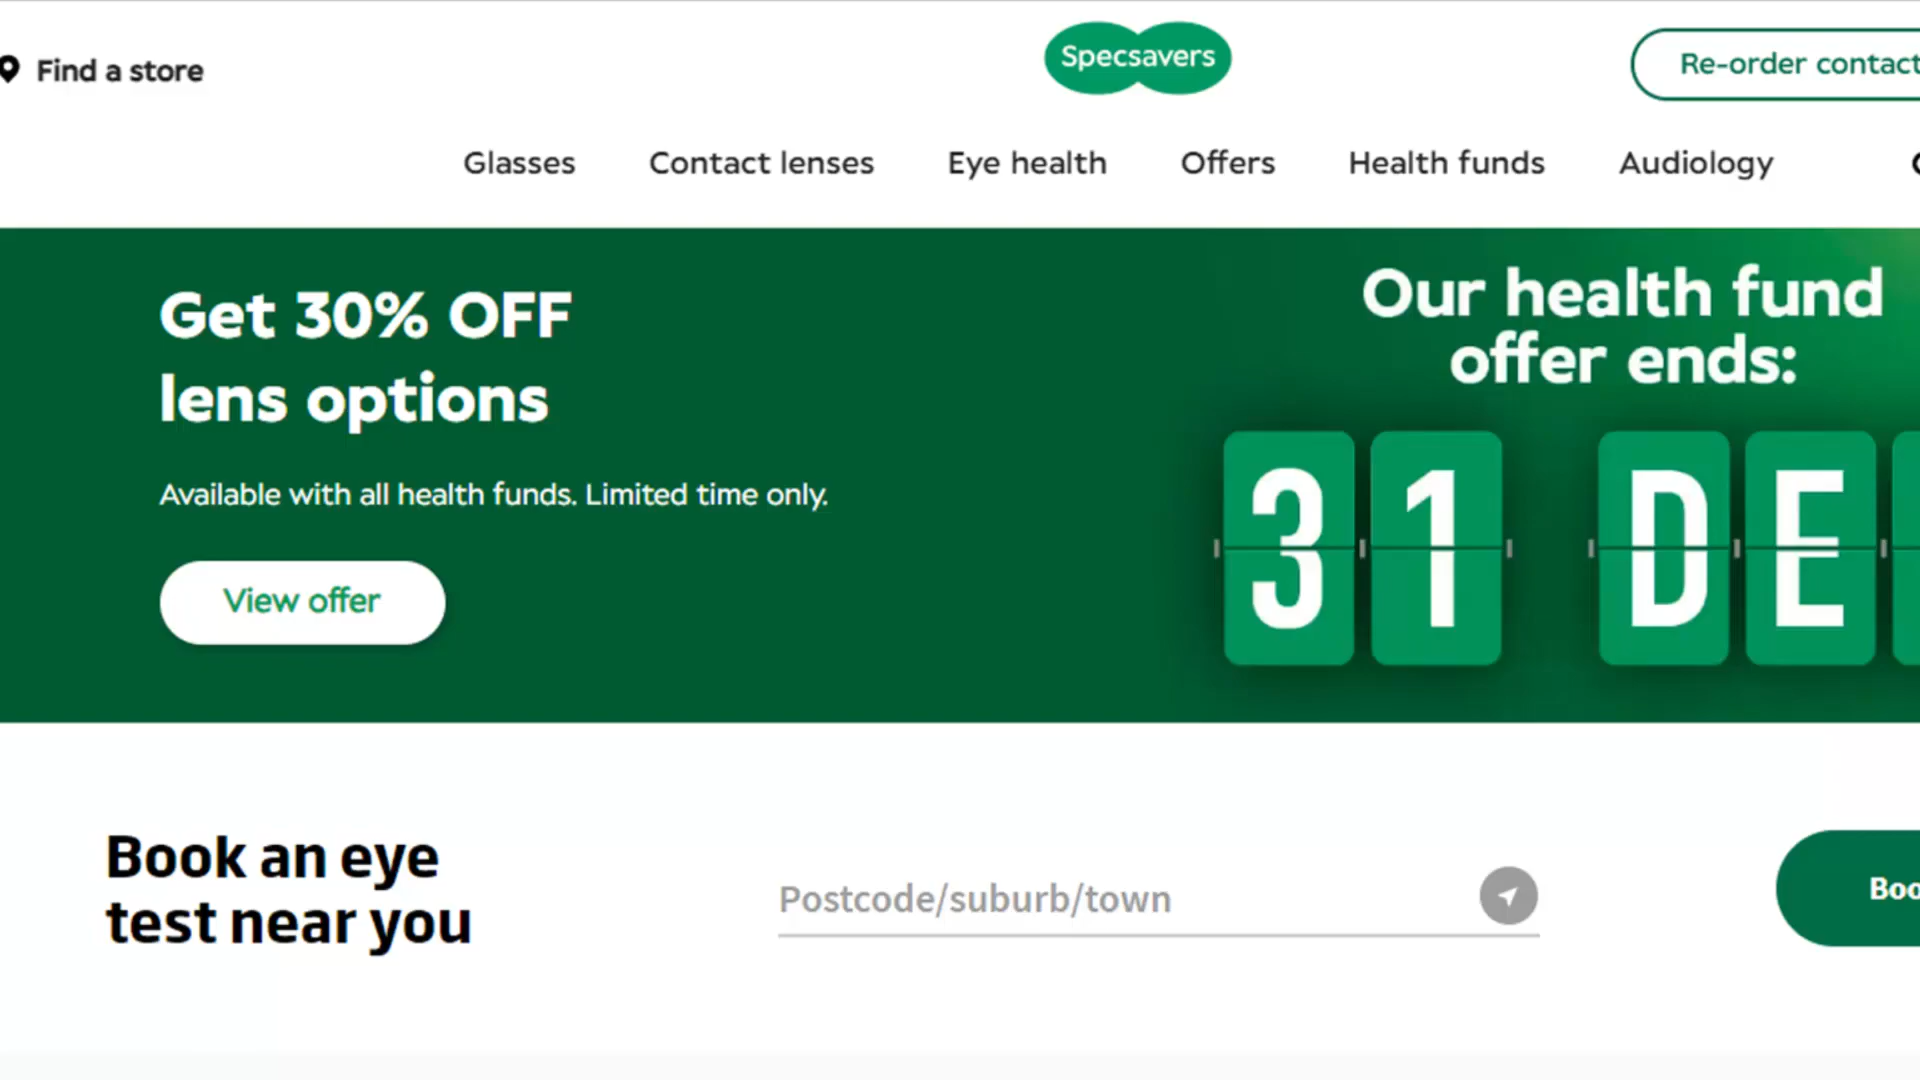 Find a store
Specsavers
Re-order contact
Glasses
Contact lenses
Eye health
Offers
Health funds
Audiology
Get 30% OFF
lens options
Available with all health funds. Limited time only.
View offer
Our health fund
offer ends:
31 DE
Book an eye
test near you
Postcode/suburb/town
Boo